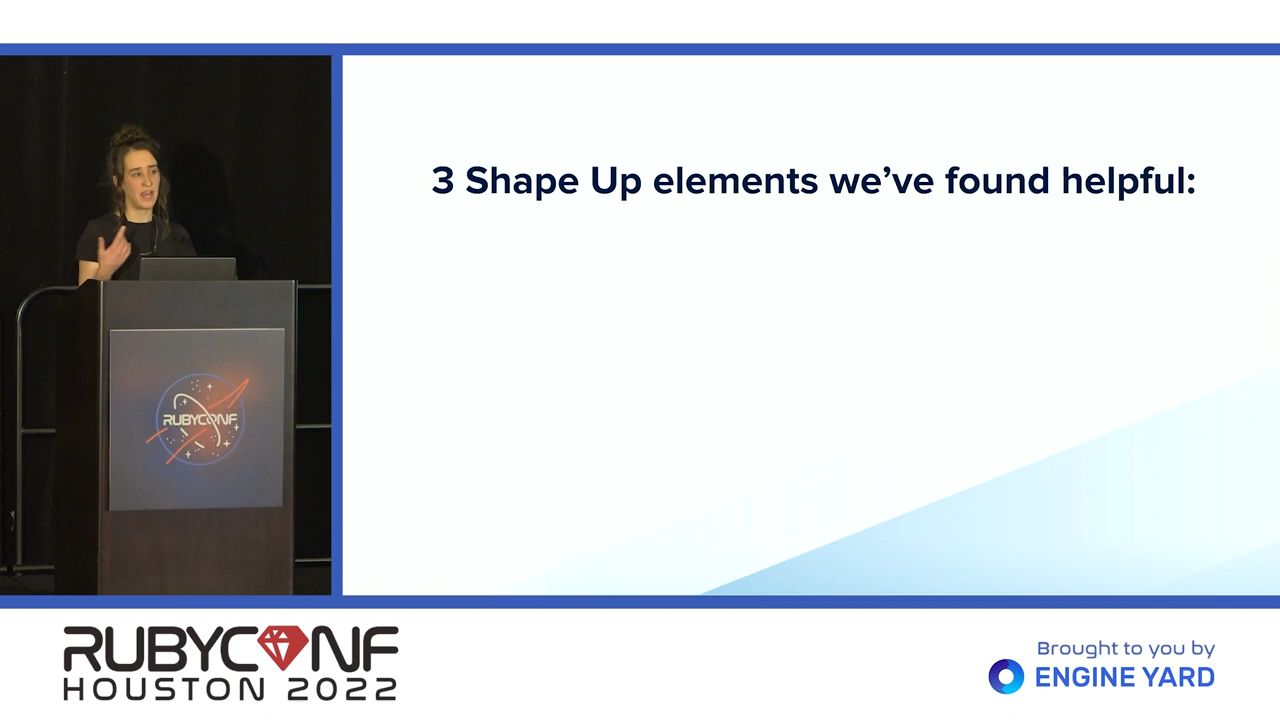 3 Shape Up elements we've found helpful:
RUBYCONF
RUBYCONF
HOUSTON 2022
Brought to you by
ENGINE YARD